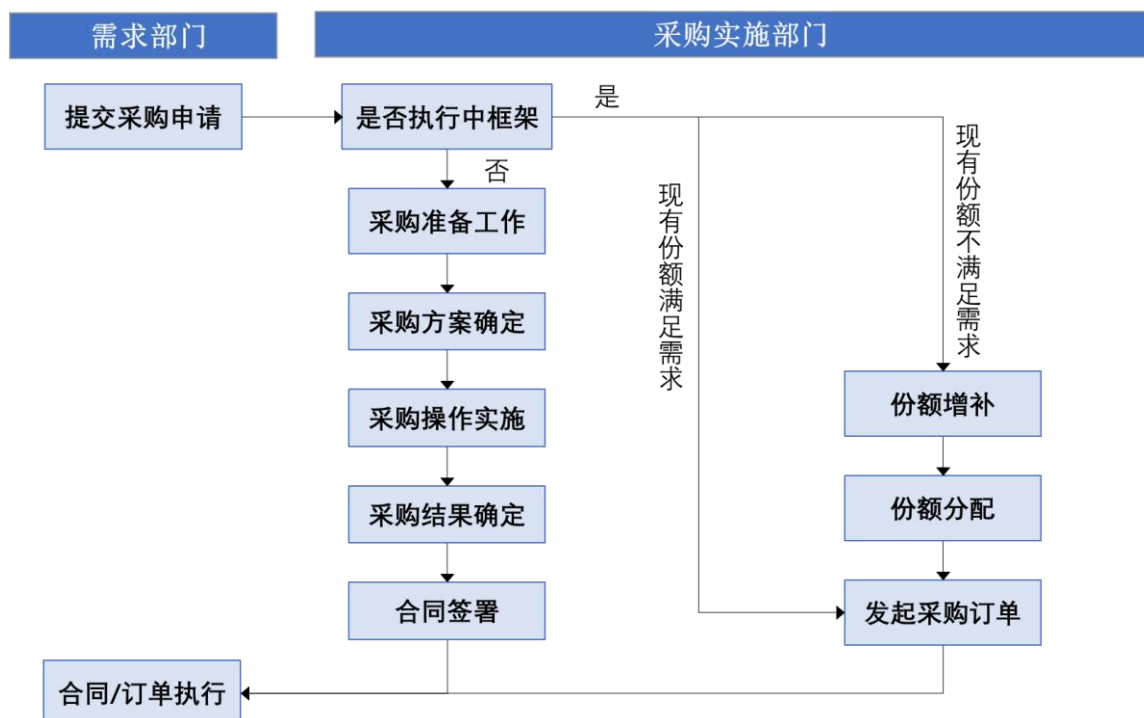 需求部门
采购实施部门
提交采购申请
是否执行中框架
是
否
采购准备工作
采购方案确定
采购操作实施
采购结果确定
合同签署
现有份额满足需求
现有份额不满足需求
份额增补
份额分配
发起采购订单
合同/订单执行